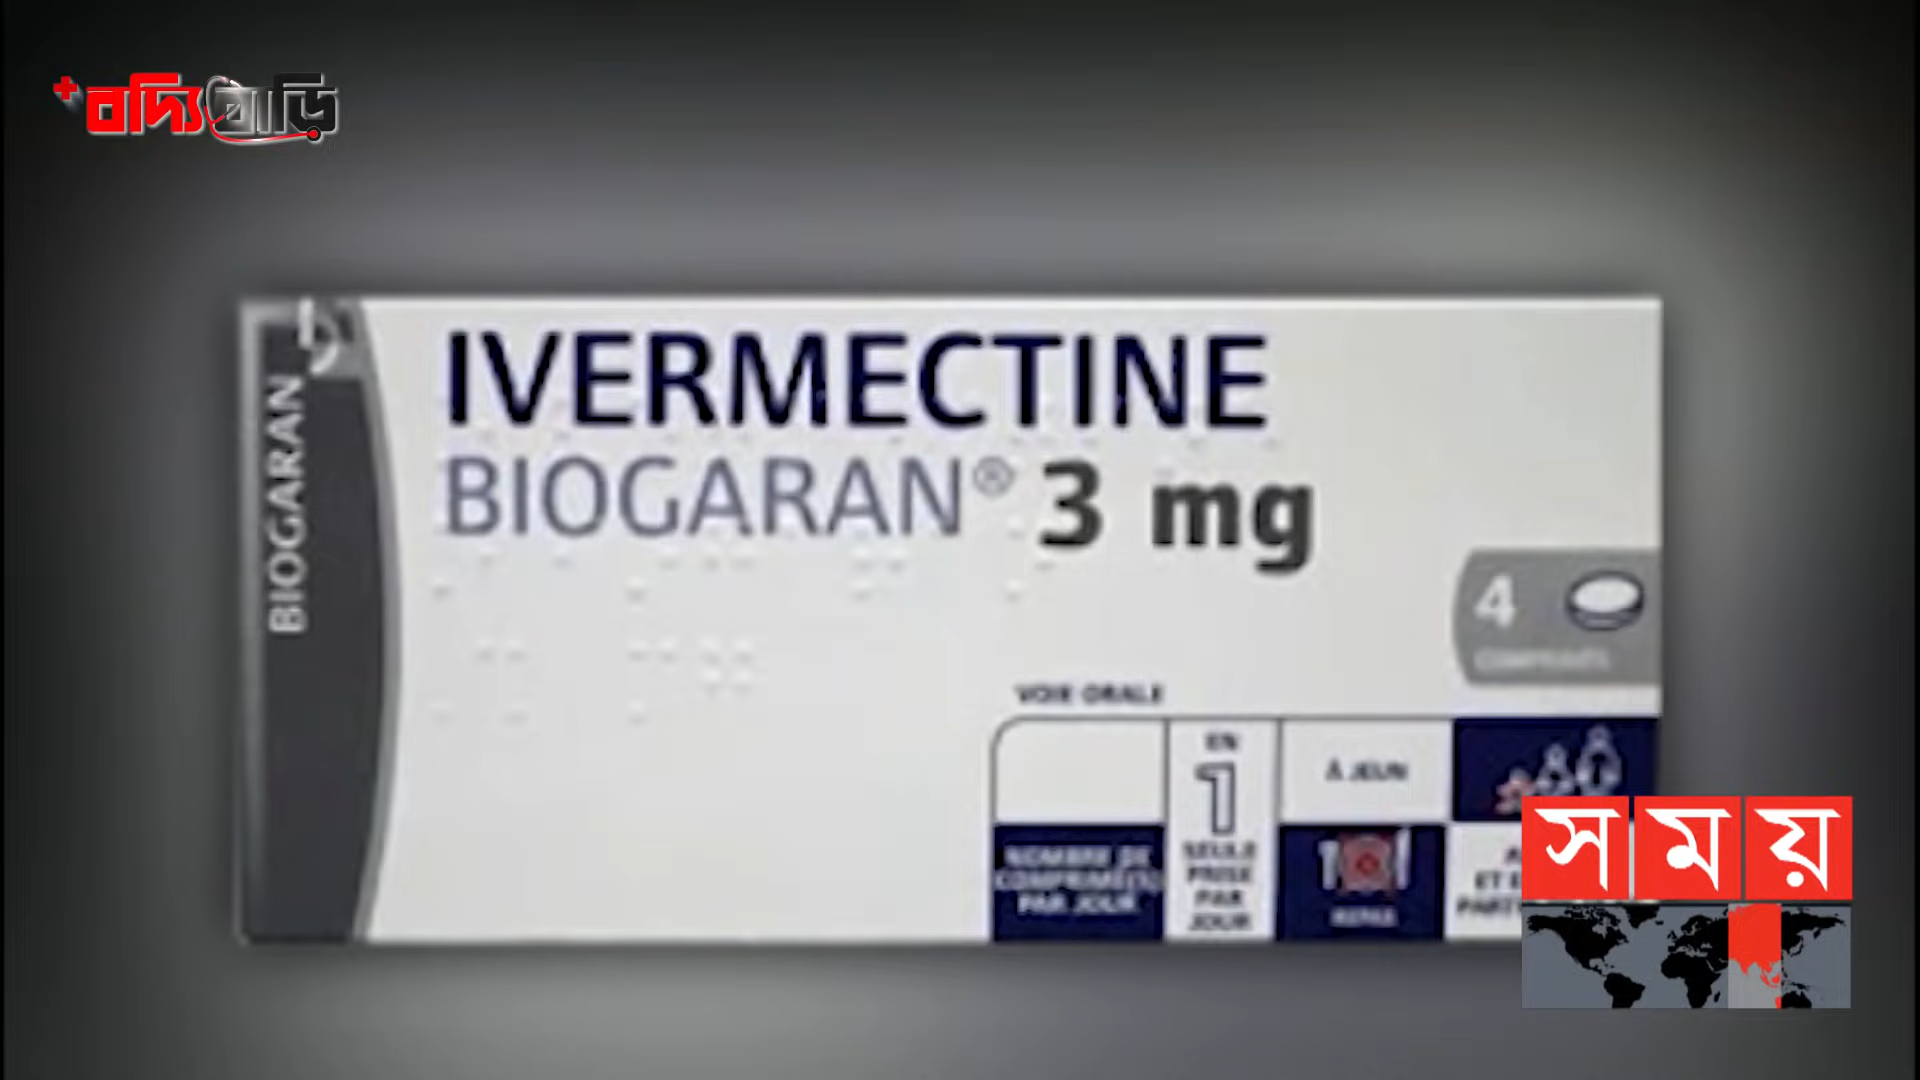 বদ্যিবাড়ি
BIOGARAN
IVERMECTINE
BIOGARAN® 3 mg
4
COMPRIMÉS
VOIE ORALE
EN
1
SEULE
PRISE
PAR
JOUR
À JEUN
NOMBRE DE
COMPRIMÉ(S)
PAR JOUR
REPAS
সময়